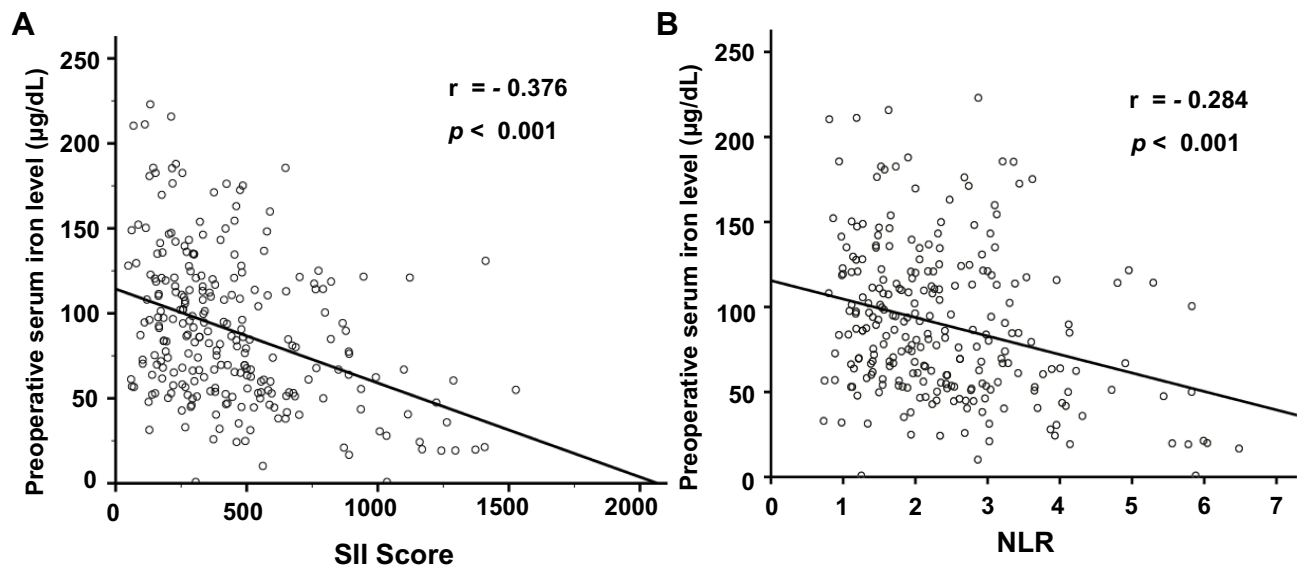 A
Preoperative serum iron level (µg/dL)
250
200
150
100
50
0
r = - 0.376
p < 0.001
0 500 1000 1500 2000
SII Score
B
Preoperative serum iron level (µg/dL)
250
200
150
100
50
0
r = - 0.284
p < 0.001
0 1 2 3 4 5 6 7
NLR